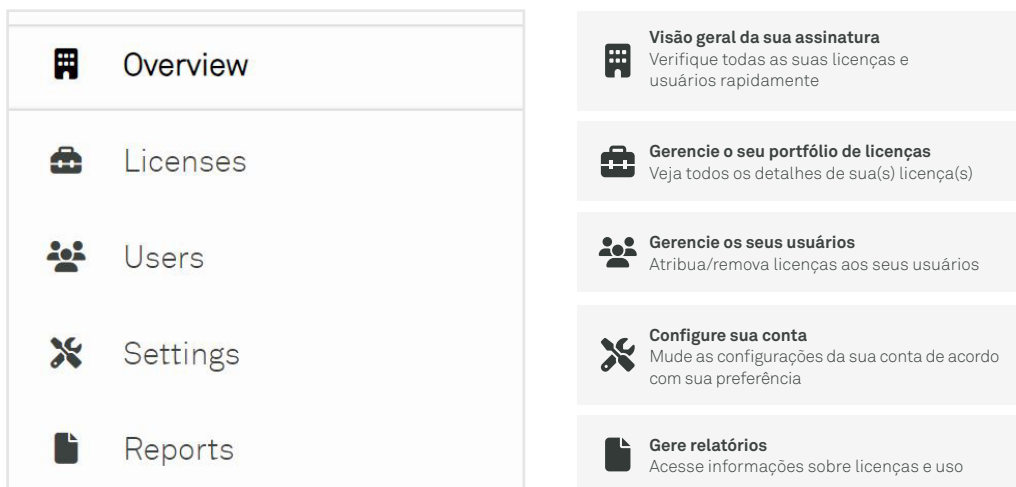 Overview
Licenses
Users
Settings
Reports
Visão geral da sua assinatura
Verifique todas as suas licenças e
usuários rapidamente
Gerencie o seu portfólio de licenças
Veja todos os detalhes de sua(s) licença(s)
Gerencie os seus usuários
Atribua/remova licenças aos seus usuários
Configure sua conta
Mude as configurações da sua conta de acordo
com sua preferência
Gere relatórios
Acesse informações sobre licenças e uso